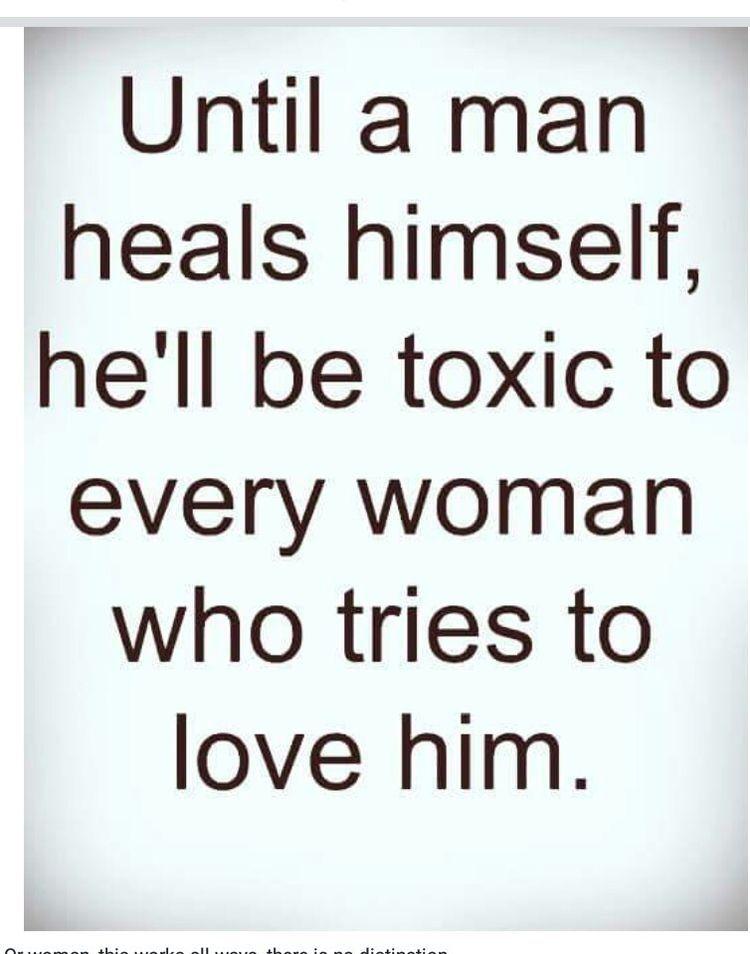 Until a man
heals himself,
he'll be toxic to
every woman
who tries to
love him.
Or women, this works all ways, there is no distinction